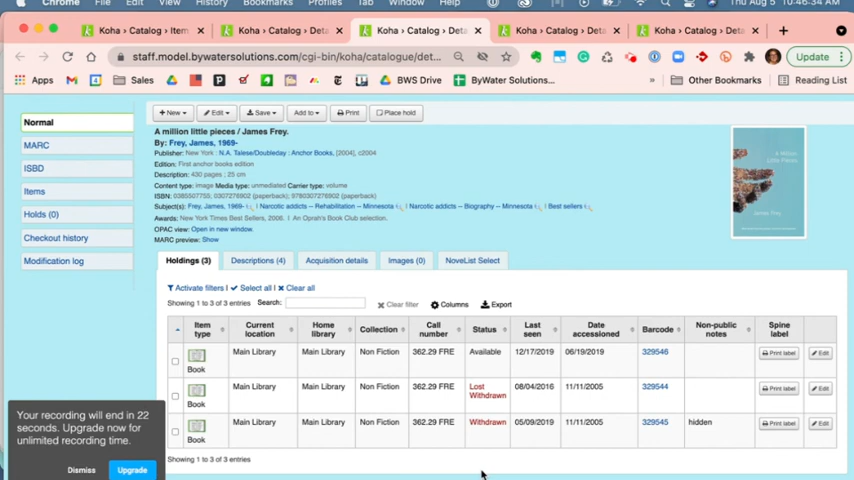 Chrome File Edit View History Bookmarks Profiles Tab Window Help Thu Aug 5 10:46:34 AM
Koha › Catalog › Item
Koha › Catalog › Deta
Koha › Catalog › Deta
Koha › Catalog › Deta
Koha › Catalog › Deta
staff.model.bywatersolutions.com/cgi-bin/koha/catalogue/det... Update
Apps Sales BWS Drive ByWater Solutions... » Other Bookmarks Reading List
+ New Edit Save Add to Print Place hold
Normal
MARC
ISBD
Items
Holds (0)
Checkout history
Modification log
A million little pieces / James Frey.
By: Frey, James, 1969-
Publisher: New York : N.A. Talese/Doubleday : Anchor Books, [2004], c2004
Edition: First anchor books edition
Description: 430 pages ; 25 cm
Content type: image Media type: unmediated Carrier type: volume
ISBN: 0385507755; 0307276902 (paperback); 9780307276902 (paperback)
Subject(s): Frey, James, 1969- | Narcotic addicts -- Rehabilitation -- Minnesota | Narcotic addicts -- Biography -- Minnesota | Best sellers
Awards: New York Times Best Sellers, 2006. | An Oprah's Book Club selection.
OPAC view: Open in new window.
MARC preview: Show
A Million
Little Pieces
James Frey
Holdings (3) Descriptions (4) Acquisition details Images (0) NoveList Select
Activate filters | Select all | Clear all
Showing 1 to 3 of 3 entries Search: Clear filter Columns Export
Item type Current location Home library Collection Call number Status Last seen Date accessioned Barcode Non-public notes Spine label
Book Main Library Main Library Non Fiction 362.29 FRE Available 12/17/2019 06/19/2019 329546 Print label Edit
Book Main Library Main Library Non Fiction 362.29 FRE Lost Withdrawn 08/04/2016 11/11/2005 329544 Print label Edit
Book Main Library Main Library Non Fiction 362.29 FRE Withdrawn 05/09/2019 11/11/2005 329545 hidden Print label Edit
Showing 1 to 3 of 3 entries
Your recording will end in 22
seconds. Upgrade now for
unlimited recording time.
Dismiss Upgrade